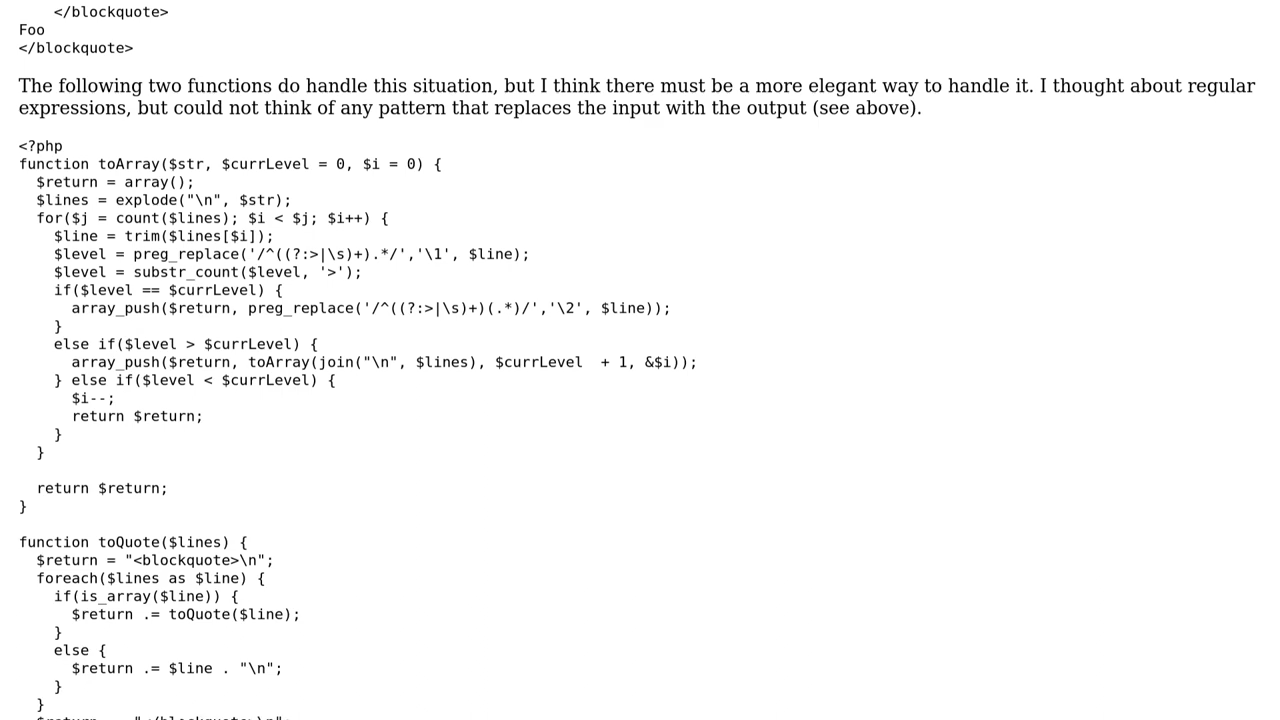 </blockquote>
Foo
</blockquote>
The following two functions do handle this situation, but I think there must be a more elegant way to handle it. I thought about regular
expressions, but could not think of any pattern that replaces the input with the output (see above).
<?php
function toArray($str, $currLevel = 0, $i = 0) {
  $return = array();
  $lines = explode("\n", $str);
  for($j = count($lines); $i < $j; $i++) {
    $line = trim($lines[$i]);
    $level = preg_replace('/^((?:>|\s)+).*/','\1', $line);
    $level = substr_count($level, '>');
    if($level == $currLevel) {
      array_push($return, preg_replace('/^((?:>|\s)+)(.*)/','\2', $line));
    }
    else if($level > $currLevel) {
      array_push($return, toArray(join("\n", $lines), $currLevel  + 1, &$i));
    } else if($level < $currLevel) {
      $i--;
      return $return;
    }
  }
  return $return;
}
function toQuote($lines) {
  $return = "<blockquote>\n";
  foreach($lines as $line) {
    if(is_array($line)) {
      $return .= toQuote($line);
    }
    else {
      $return .= $line . "\n";
    }
  }